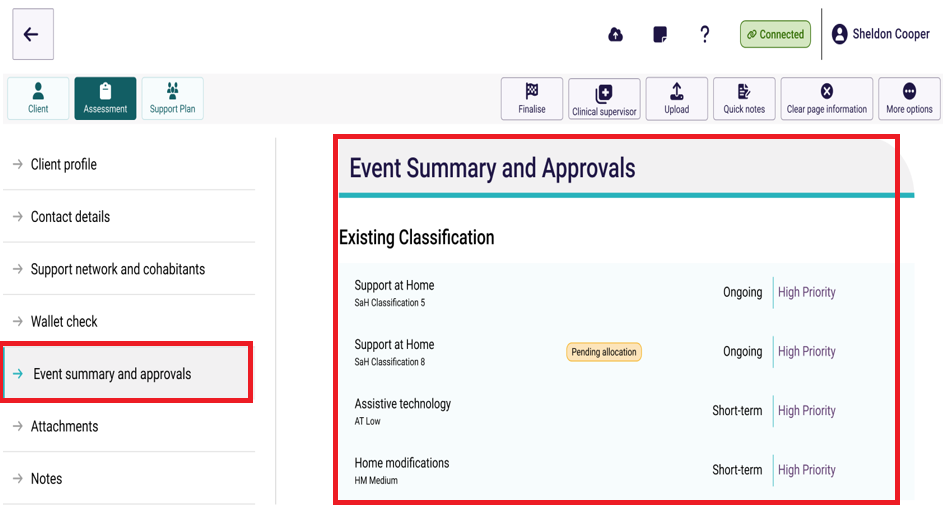 ?
Connected
Sheldon Cooper
Client
Assessment
Support Plan
Finalise
Clinical supervisor
Upload
Quick notes
Clear page information
More options
Client profile
Contact details
Support network and cohabitants
Wallet check
Event summary and approvals
Attachments
Notes
Event Summary and Approvals
Existing Classification
Support at Home
SaH Classification 5
Ongoing
High Priority
Support at Home
SaH Classification 8
Pending allocation
Ongoing
High Priority
Assistive technology
AT Low
Short-term
High Priority
Home modifications
HM Medium
Short-term
High Priority